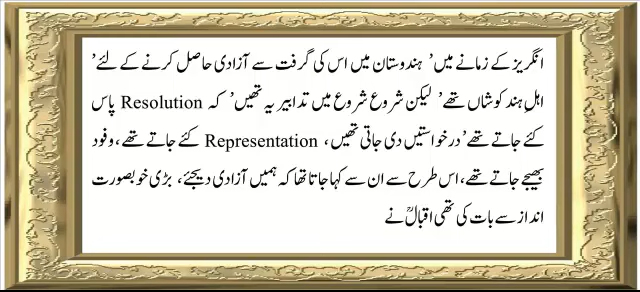 انگریز کے زمانے میں’ ہندوستان میں اس کی گرفت سے آزادی حاصل کرنے کے لئے’
اہلِ ہند کوشاں تھے’ لیکن شروع شروع میں تدابیر یہ تھیں’ کہ Resolution پاس
کئے جاتے تھے’ درخواستیں دی جاتی تھیں، Representation کئے جاتے تھے، وفود
بھیجے جاتے تھے، اس طرح سے ان سے کہا جاتا تھا کہ ہمیں آزادی دیجئے، بڑی خوبصورت
انداز سے بات کی تھی اقبالؒ نے